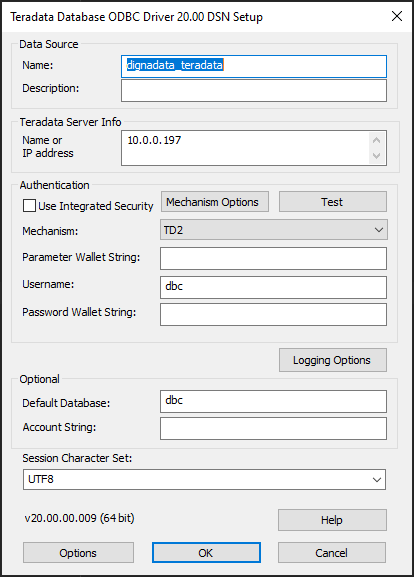 Teradata Database ODBC Driver 20.00 DSN Setup
Data Source
Name: dignadata_teradata
Description:
Teradata Server Info
Name or
IP address 10.0.0.197
Authentication
Use Integrated Security Mechanism Options Test
Mechanism: TD2
Parameter Wallet String:
Username: dbc
Password Wallet String:
Logging Options
Optional
Default Database: dbc
Account String:
Session Character Set:
UTF8
v20.00.00.009 (64 bit) Help
Options OK Cancel